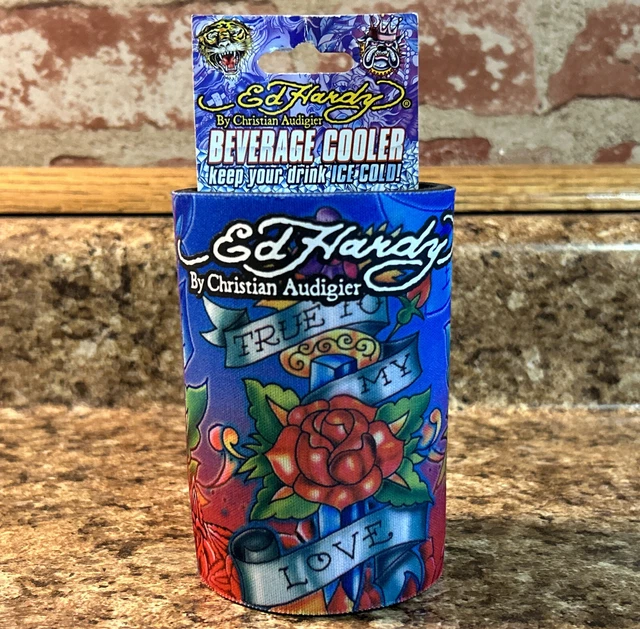 Ed Hardy®
By Christian Audigier
BEVERAGE COOLER
keep your drink ICE COLD!
Ed Hardy
By Christian Audigier
TRUE TO
MY
LOVE